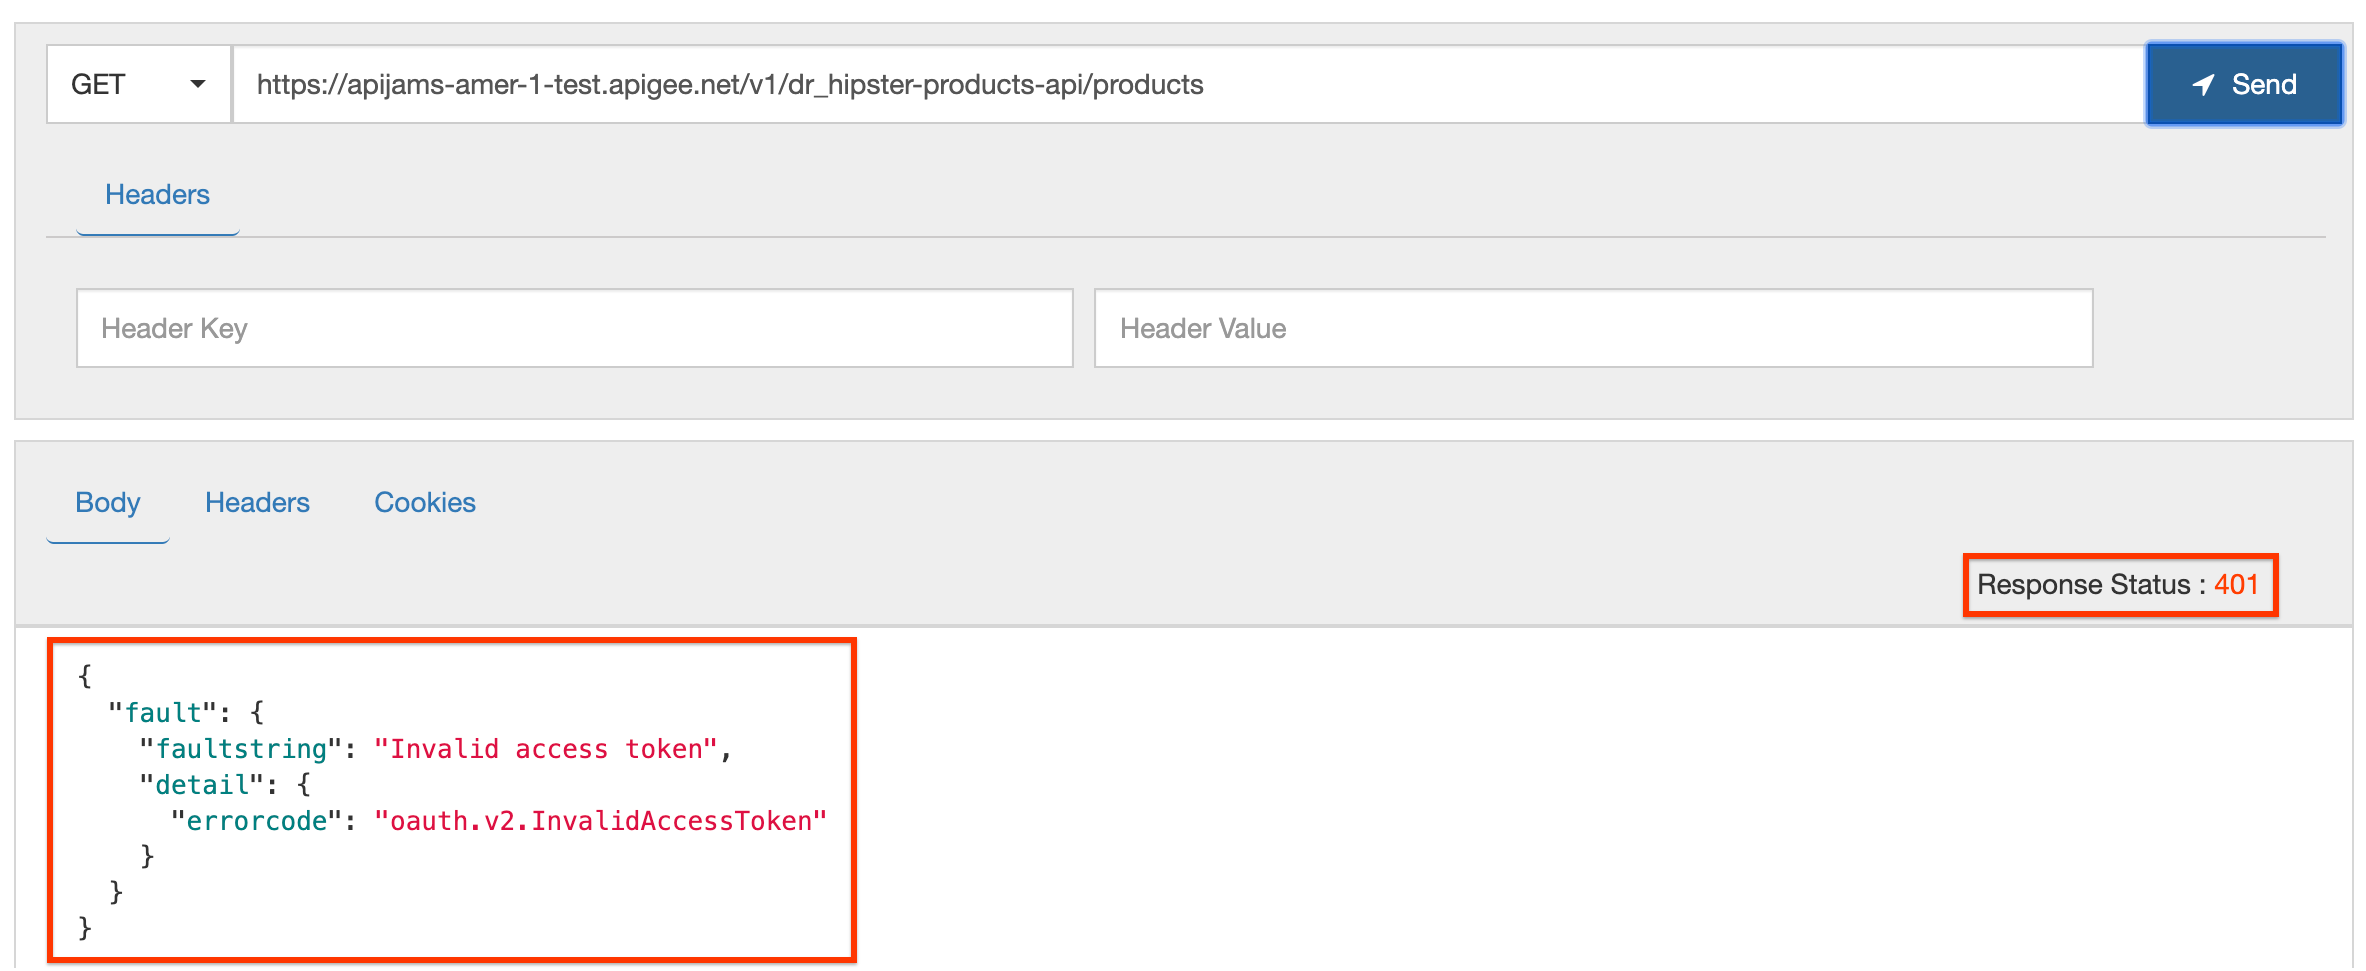 GET https://apijams-amer-1-test.apigee.net/v1/dr_hipster-products-api/products Send
Headers
Header Key Header Value
Body Headers Cookies
Response Status : 401
{
  "fault": {
    "faultstring": "Invalid access token",
    "detail": {
      "errorcode": "oauth.v2.InvalidAccessToken"
    }
  }
}